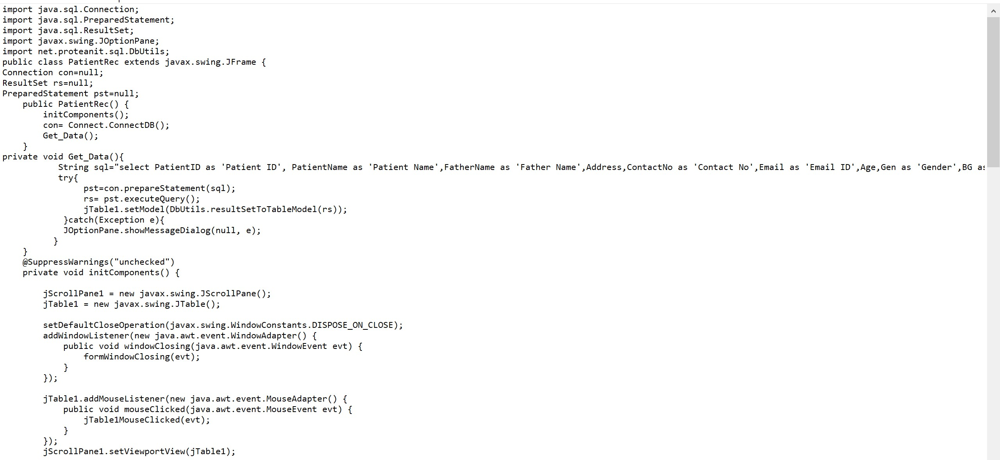 import java.sql.Connection;
import java.sql.PreparedStatement;
import java.sql.ResultSet;
import javax.swing.JOptionPane;
import net.proteanit.sql.DbUtils;
public class PatientRec extends javax.swing.JFrame {
Connection con=null;
ResultSet rs=null;
PreparedStatement pst=null;
    public PatientRec() {
        initComponents();
        con= Connect.ConnectDB();
        Get_Data();
    }
private void Get_Data(){
           String sql="select PatientID as 'Patient ID', PatientName as 'Patient Name',FatherName as 'Father Name',Address,ContactNo as 'Contact No',Email as 'Email ID',Age,Gen as 'Gender',BG as
           try{
                pst=con.prepareStatement(sql);
                rs= pst.executeQuery();
                jTable1.setModel(DbUtils.resultSetToTableModel(rs));
            }catch(Exception e){
            JOptionPane.showMessageDialog(null, e);
          }
    }
    @SuppressWarnings("unchecked")
    private void initComponents() {

        jScrollPane1 = new javax.swing.JScrollPane();
        jTable1 = new javax.swing.JTable();

        setDefaultCloseOperation(javax.swing.WindowConstants.DISPOSE_ON_CLOSE);
        addWindowListener(new java.awt.event.WindowAdapter() {
            public void windowClosing(java.awt.event.WindowEvent evt) {
                formWindowClosing(evt);
            }
        });

        jTable1.addMouseListener(new java.awt.event.MouseAdapter() {
            public void mouseClicked(java.awt.event.MouseEvent evt) {
                jTable1MouseClicked(evt);
            }
        });
        jScrollPane1.setViewportView(jTable1);